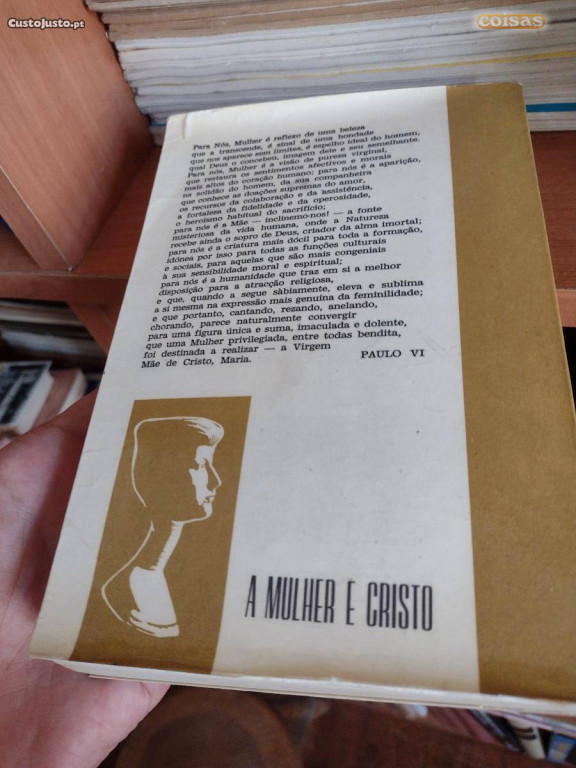 CustoJusto.pt
coisas
Para Nós, Mulher é reflexo de uma beleza
que a transcende, é sinal de uma bondade
que nos aparece sem limites, é espelho ideal do homem,
qual Deus o concebeu, imagem dele e seu semelhante.
Para nós, Mulher é a visão de pureza virginal,
que restaura os sentimentos afectivos e morais
mais altos do coração humano; para nós é a aparição,
na solidão do homem, da sua companheira
que conhece as doações supremas do amor,
os recursos da colaboração e da assistência,
a fortaleza da fidelidade e da operosidade,
o heroísmo habitual do sacrifício;
para nós é a Mãe — inclinemo-nos! — a fonte
misteriosa da vida humana, onde a Natureza
recebe ainda o sopro de Deus, criador da alma imortal;
para nós é a criatura mais dócil para toda a formação,
idónea por isso para todas as funções culturais
e sociais, para aquelas que são mais congeniais
à sua sensibilidade moral e espiritual;
para nós é a humanidade que traz em si a melhor
disposição para a atracção religiosa,
e que, quando a segue sàbiamente, eleva e sublima
a si mesma na expressão mais genuína da feminilidade;
e que portanto, cantando, rezando, anelando,
chorando, parece naturalmente convergir
para uma figura única e suma, imaculada e dolente,
que uma Mulher privilegiada, entre todas bendita,
foi destinada a realizar — a Virgem
Mãe de Cristo, Maria. PAULO VI
A MULHER E CRISTO